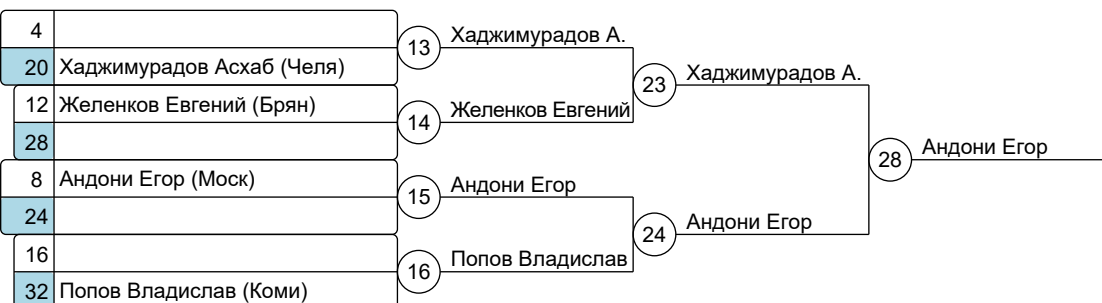 4
13
Хаджимурадов А.
20 Хаджимурадов Асхаб (Челя)
23
Хаджимурадов А.
12 Желенков Евгений (Брян)
14
Желенков Евгений
28
28
Андони Егор
8 Андони Егор (Моск)
15
Андони Егор
24
24
Андони Егор
16
16
Попов Владислав
32 Попов Владислав (Коми)